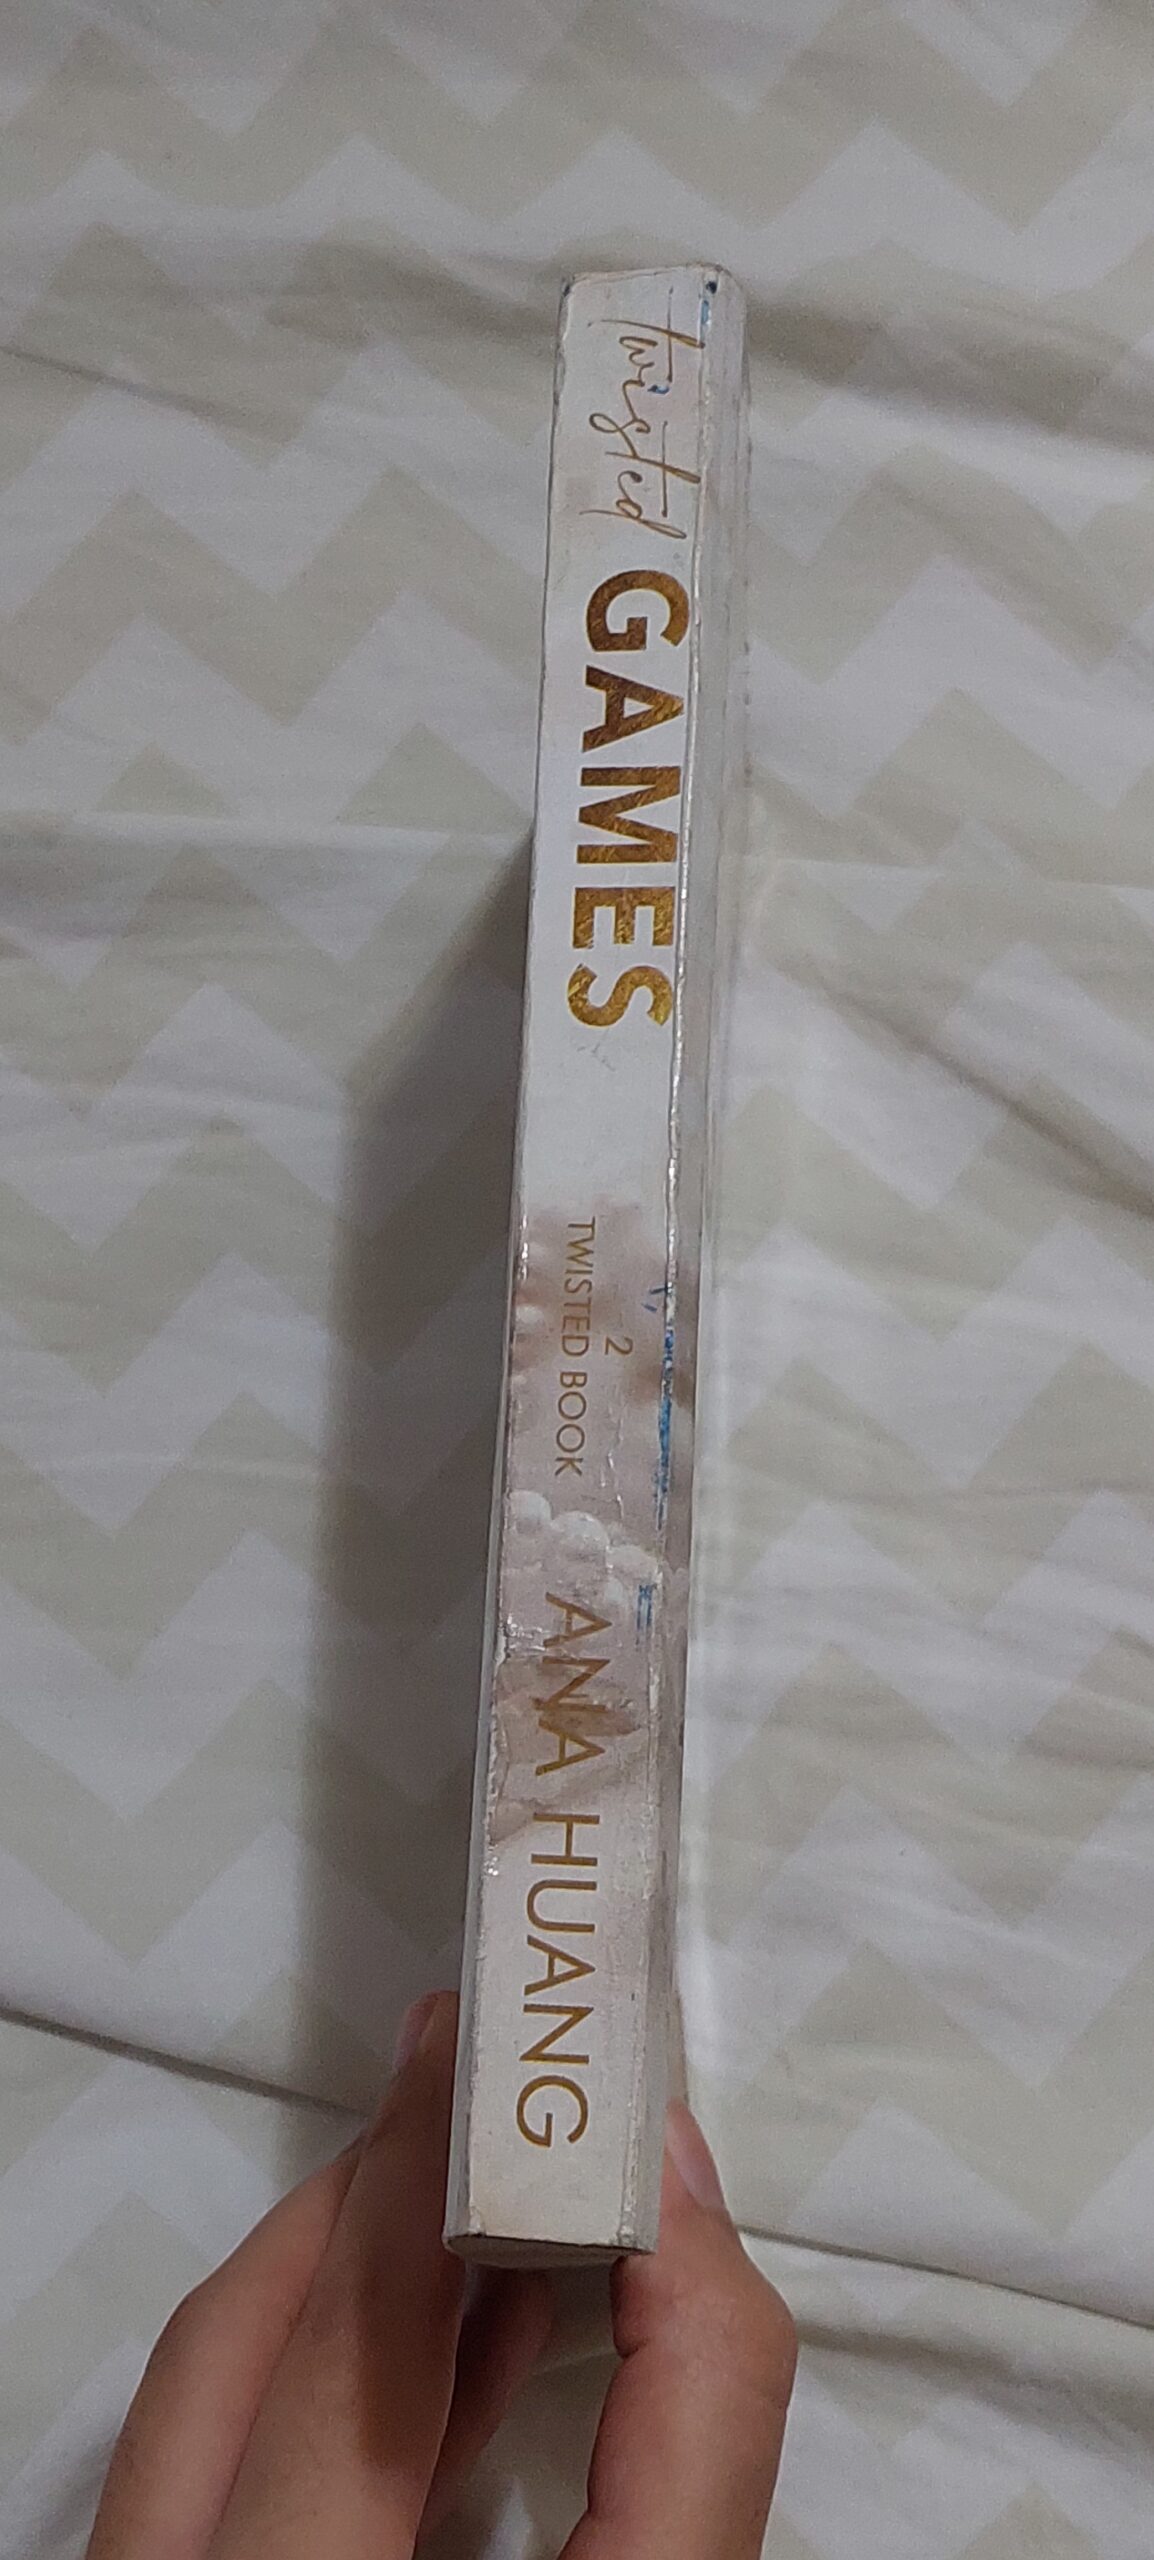 twisted GAMES
2
TWISTED BOOK
ANA HUANG